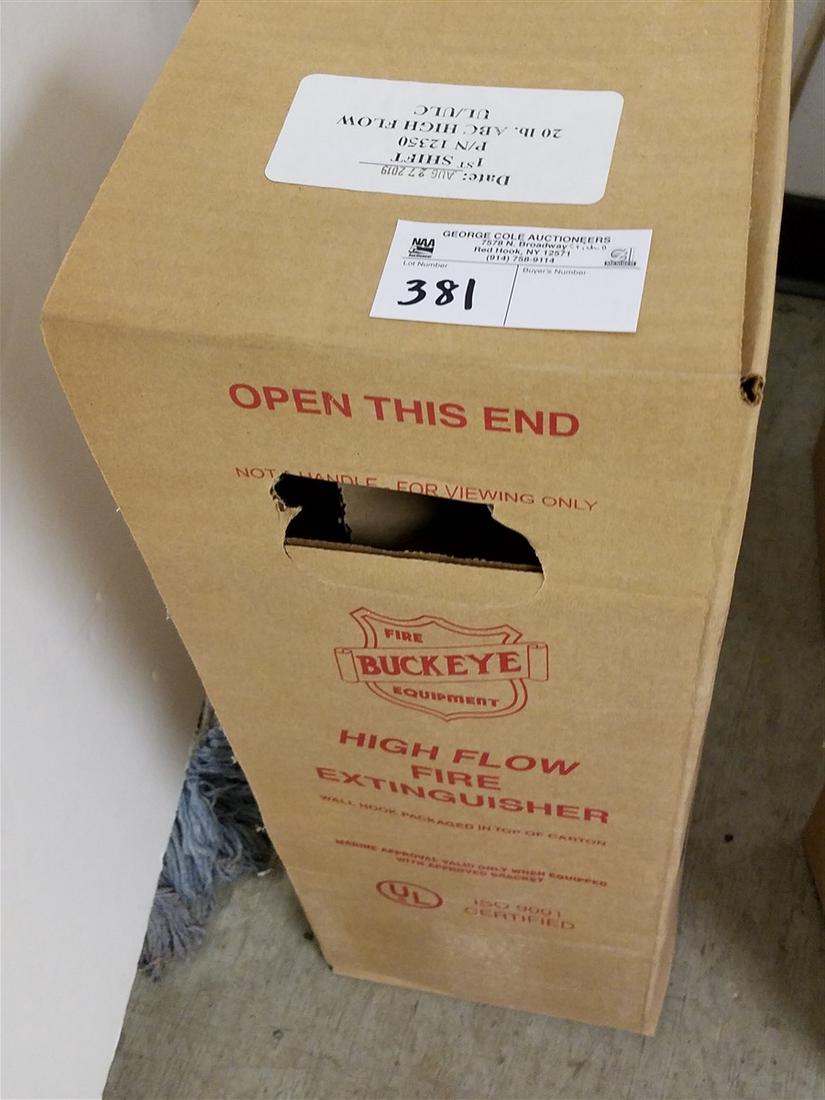 Date: AUG 27 2019
1ST SHIFT
P/N 12350
20 lb. ABC HIGH FLOW
UL/ULC
NAA
GEORGE COLE AUCTIONEERS
7578 N. Broadway
Red Hook, NY 12571
(914) 758-9114
Lot Number
Buyer's Number
381
OPEN THIS END
NOT A HANDLE - FOR VIEWING ONLY
FIRE
BUCKEYE
EQUIPMENT
HIGH FLOW
FIRE
EXTINGUISHER
WALL HOOK PACKAGED IN TOP OF CARTON
MARINE APPROVAL VALID ONLY WHEN EQUIPPED
WITH APPROVED BRACKET
UL
ISO 9001
CERTIFIED